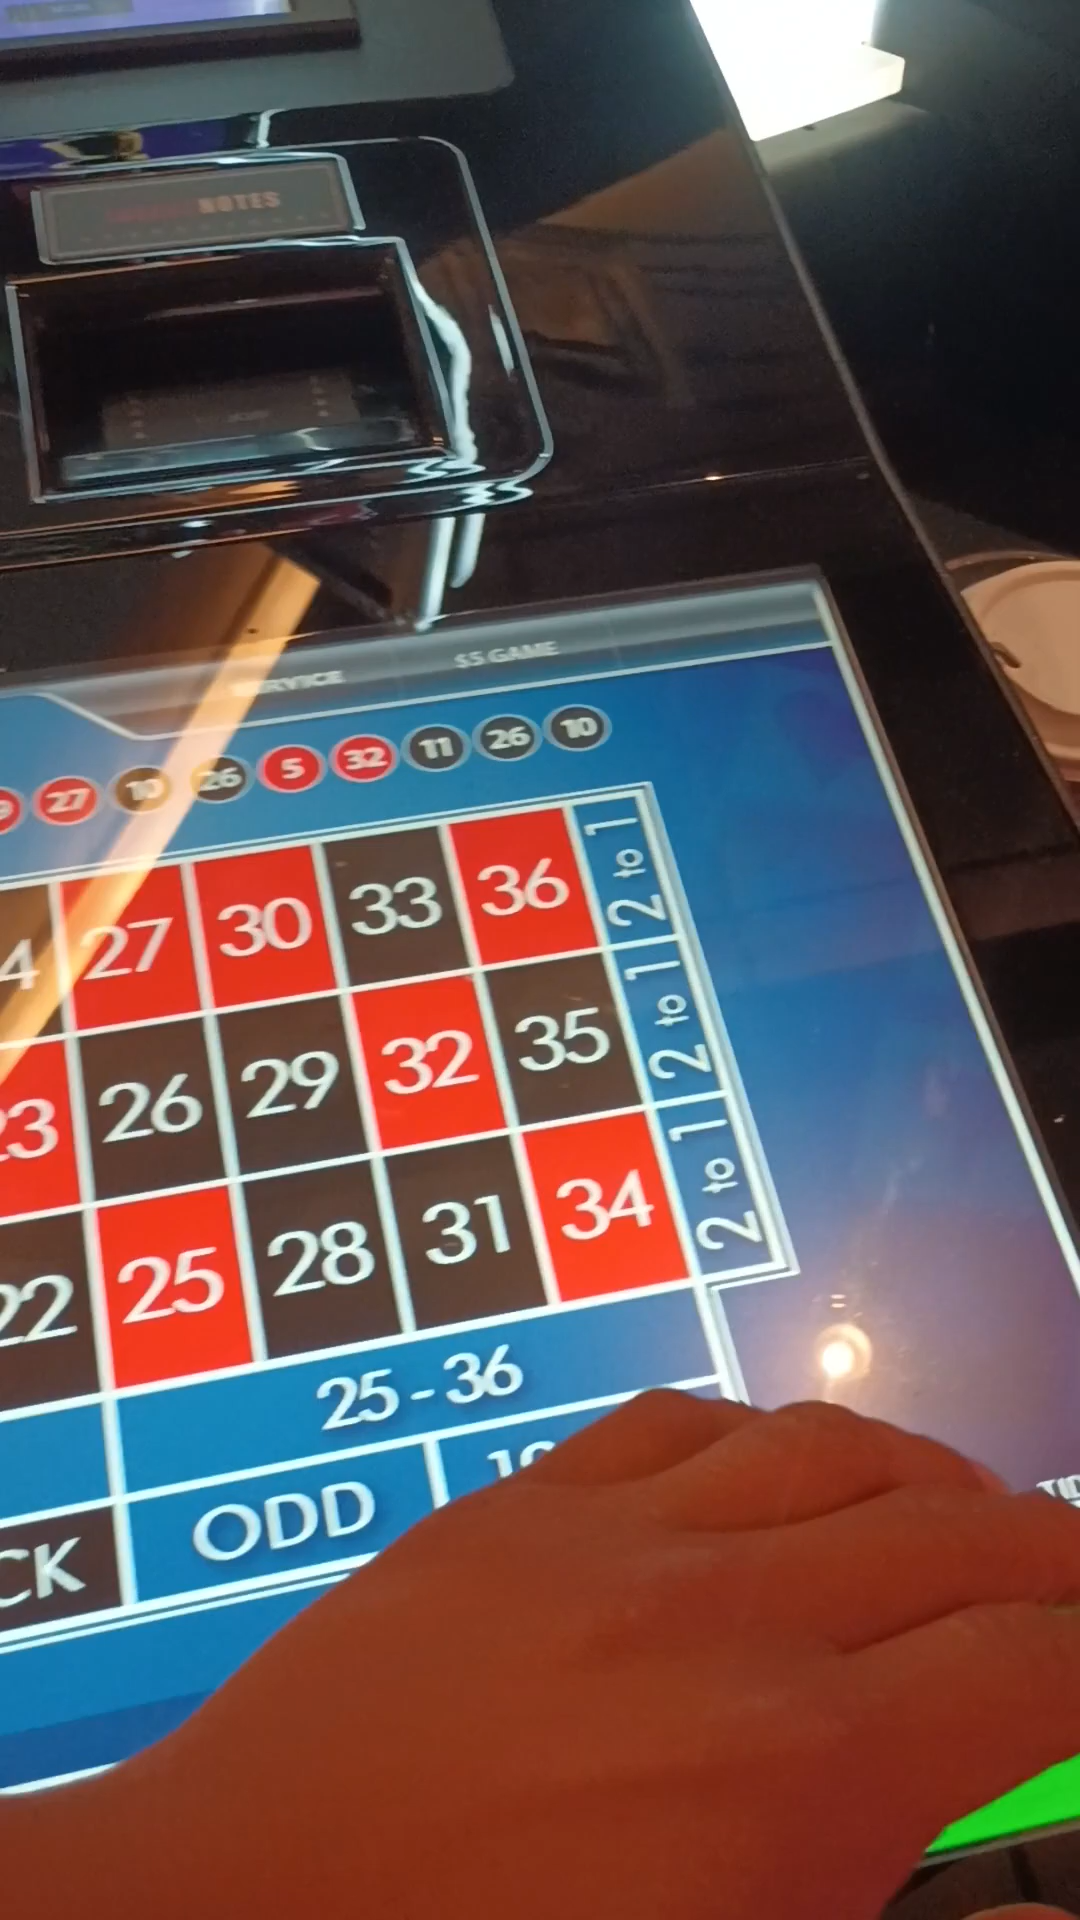 NOTES
SERVICE $5 GAME
27 10 26 5 32 11 26 10
27 30 33 36 2 to 1
26 29 32 35 2 to 1
22 25 28 31 34 2 to 1
25 - 36
ODD